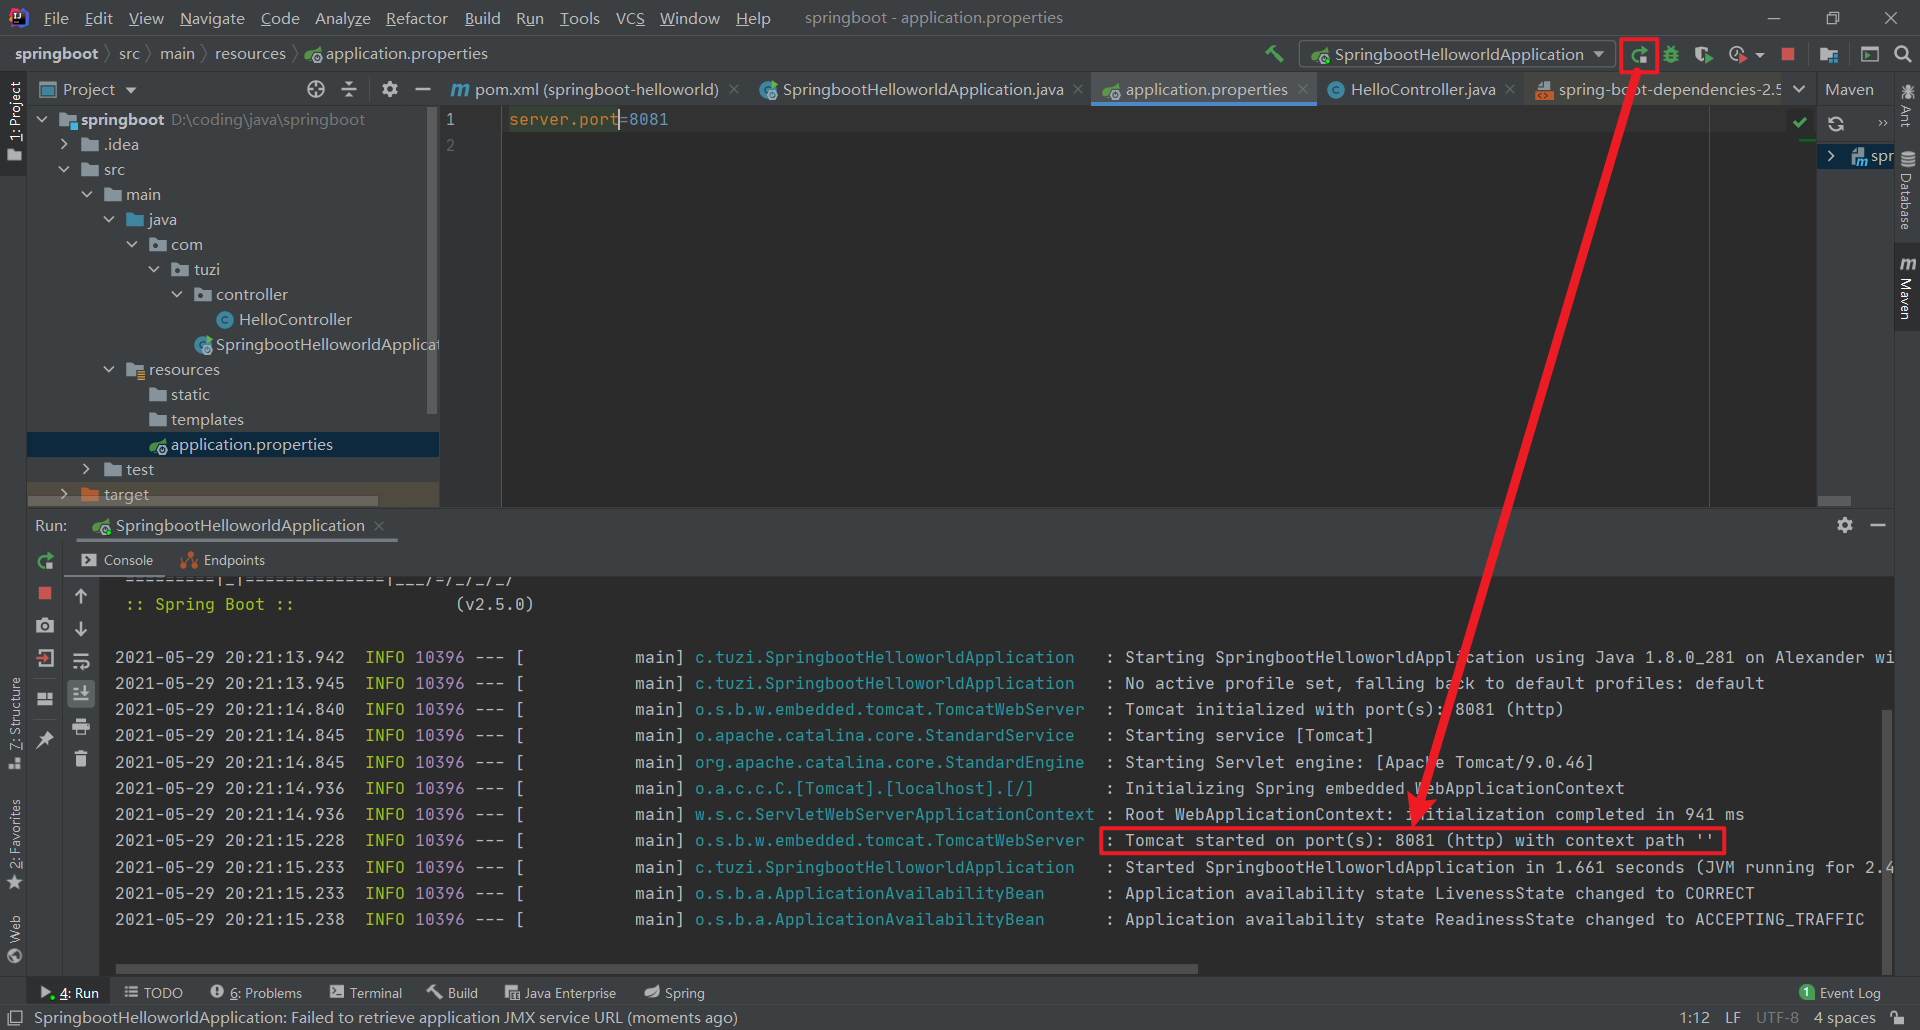 File Edit View Navigate Code Analyze Refactor Build Run Tools VCS Window Help springboot - application.properties
springboot src main resources application.properties SpringbootHelloworldApplication
Project pom.xml (springboot-helloworld) SpringbootHelloworldApplication.java application.properties HelloController.java spring-boot-dependencies-2.5 Maven
1: Project
springboot D:\coding\java\springboot
.idea
src
main
java
com
tuzi
controller
HelloController
SpringbootHelloworldApplicat
resources
static
templates
application.properties
test
target
1 server.port=8081
2
spr
Ant
Database
Maven
Run: SpringbootHelloworldApplication
Console Endpoints
:: Spring Boot :: (v2.5.0)
2021-05-29 20:21:13.942 INFO 10396 --- [ main] c.tuzi.SpringbootHelloworldApplication : Starting SpringbootHelloworldApplication using Java 1.8.0_281 on Alexander wi
2021-05-29 20:21:13.945 INFO 10396 --- [ main] c.tuzi.SpringbootHelloworldApplication : No active profile set, falling back to default profiles: default
2021-05-29 20:21:14.840 INFO 10396 --- [ main] o.s.b.w.embedded.tomcat.TomcatWebServer : Tomcat initialized with port(s): 8081 (http)
2021-05-29 20:21:14.845 INFO 10396 --- [ main] o.apache.catalina.core.StandardService : Starting service [Tomcat]
2021-05-29 20:21:14.845 INFO 10396 --- [ main] org.apache.catalina.core.StandardEngine : Starting Servlet engine: [Apache Tomcat/9.0.46]
2021-05-29 20:21:14.936 INFO 10396 --- [ main] o.a.c.c.C.[Tomcat].[localhost].[/] : Initializing Spring embedded WebApplicationContext
2021-05-29 20:21:14.936 INFO 10396 --- [ main] w.s.c.ServletWebServerApplicationContext : Root WebApplicationContext: initialization completed in 941 ms
2021-05-29 20:21:15.228 INFO 10396 --- [ main] o.s.b.w.embedded.tomcat.TomcatWebServer : Tomcat started on port(s): 8081 (http) with context path ''
2021-05-29 20:21:15.233 INFO 10396 --- [ main] c.tuzi.SpringbootHelloworldApplication : Started SpringbootHelloworldApplication in 1.661 seconds (JVM running for 2.4
2021-05-29 20:21:15.233 INFO 10396 --- [ main] o.s.b.a.ApplicationAvailabilityBean : Application availability state LivenessState changed to CORRECT
2021-05-29 20:21:15.238 INFO 10396 --- [ main] o.s.b.a.ApplicationAvailabilityBean : Application availability state ReadinessState changed to ACCEPTING_TRAFFIC
7: Structure
2: Favorites
Web
4: Run TODO 6: Problems Terminal Build Java Enterprise Spring 1 Event Log
SpringbootHelloworldApplication: Failed to retrieve application JMX service URL (moments ago) 1:12 LF UTF-8 4 spaces